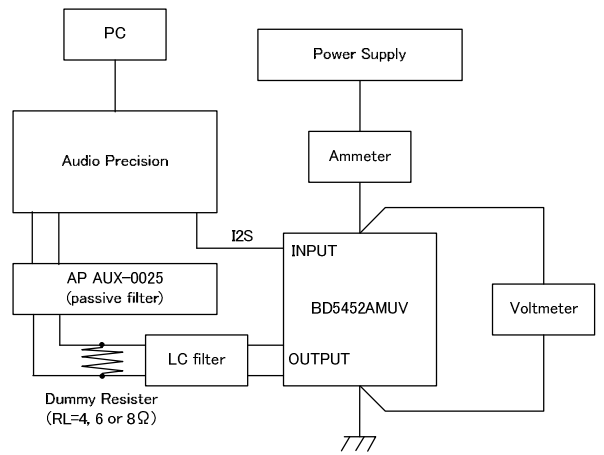 PC
Power Supply
Audio Precision
Ammeter
I2S
INPUT
AP AUX-0025
(passive filter)
BD5452AMUV
Voltmeter
LC filter
OUTPUT
Dummy Resister
(RL=4, 6 or 8Ω)